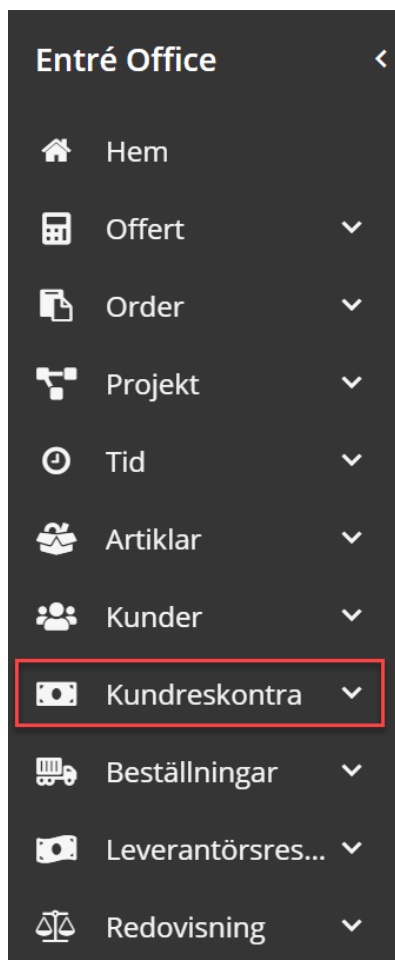 Entré Office
Hem
Offert
Order
Projekt
Tid
Artiklar
Kunder
Kundreskontra
Beställningar
Leverantörsres...
Redovisning